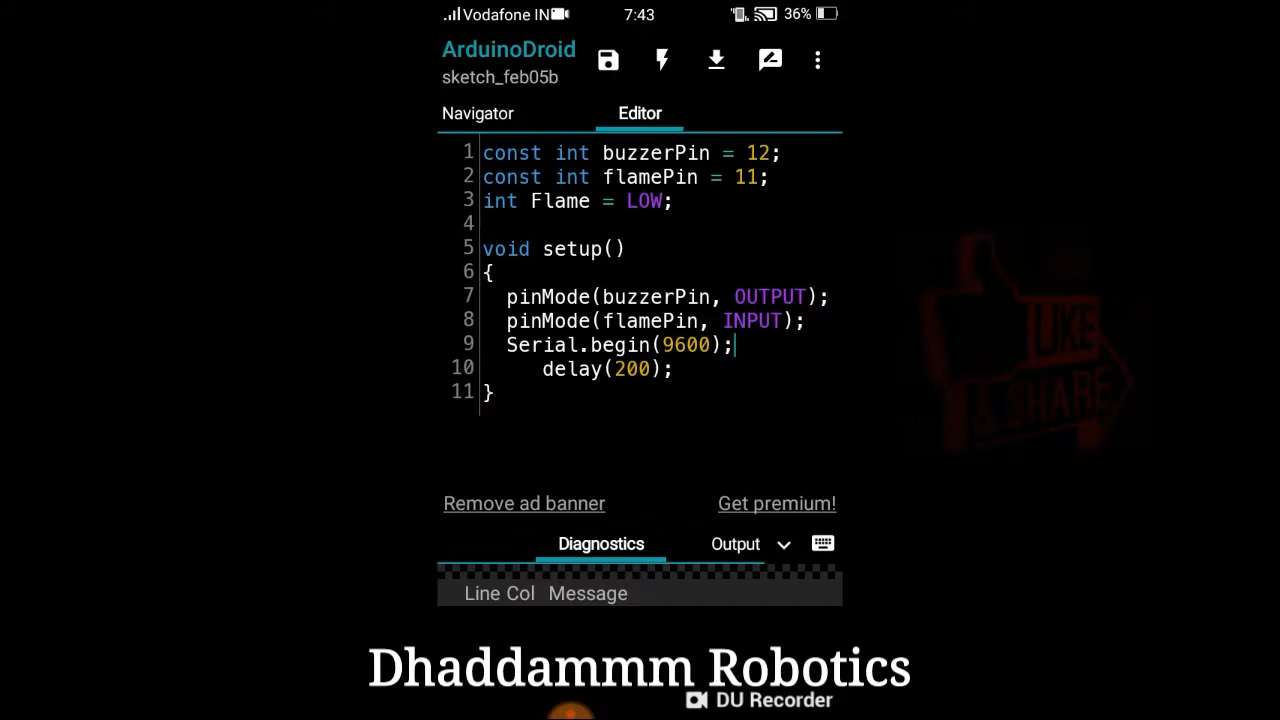 Vodafone IN 7:43 36%
ArduinoDroid
sketch_feb05b
Navigator Editor
1 const int buzzerPin = 12;
2 const int flamePin = 11;
3 int Flame = LOW;
4
5 void setup()
6 {
7 pinMode(buzzerPin, OUTPUT);
8 pinMode(flamePin, INPUT);
9 Serial.begin(9600);
10 delay(200);
11 }
LIKE
& SHARE
Remove ad banner Get premium!
Diagnostics Output
Line Col Message
Dhaddammm Robotics
DU Recorder